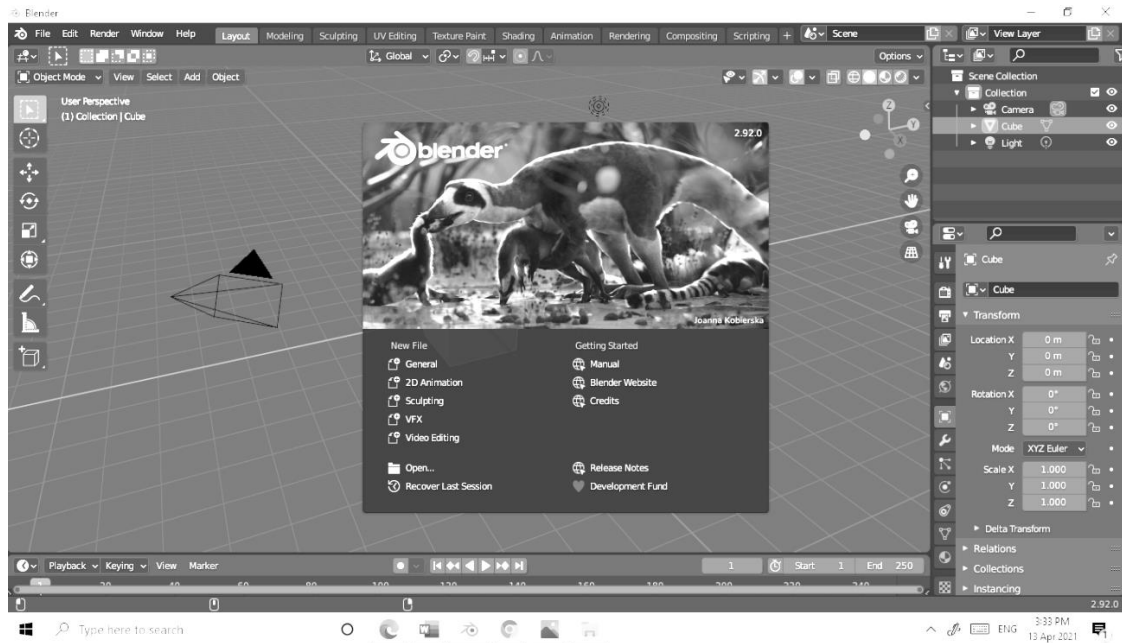 Blender
File Edit Render Window Help Layout Modeling Sculpting UV Editing Texture Paint Shading Animation Rendering Compositing Scripting + Scene View Layer
Global Options
Object Mode View Select Add Object
User Perspective
(1) Collection | Cube
Z
Y
X
Scene Collection
Collection
Camera
Cube
Light
blender
2.92.0
Joanna Kobierska
New File
General
2D Animation
Sculpting
VFX
Video Editing
Open...
Recover Last Session
Getting Started
Manual
Blender Website
Credits
Release Notes
Development Fund
Cube
Cube
Transform
Location X 0 m
Y 0 m
Z 0 m
Rotation X 0°
Y 0°
Z 0°
Mode XYZ Euler
Scale X 1.000
Y 1.000
Z 1.000
Delta Transform
Relations
Collections
Instancing
Playback Keying View Marker 1 Start 1 End 250
2.92.0
Type here to search ENG 3:33 PM
13 Apr 2021